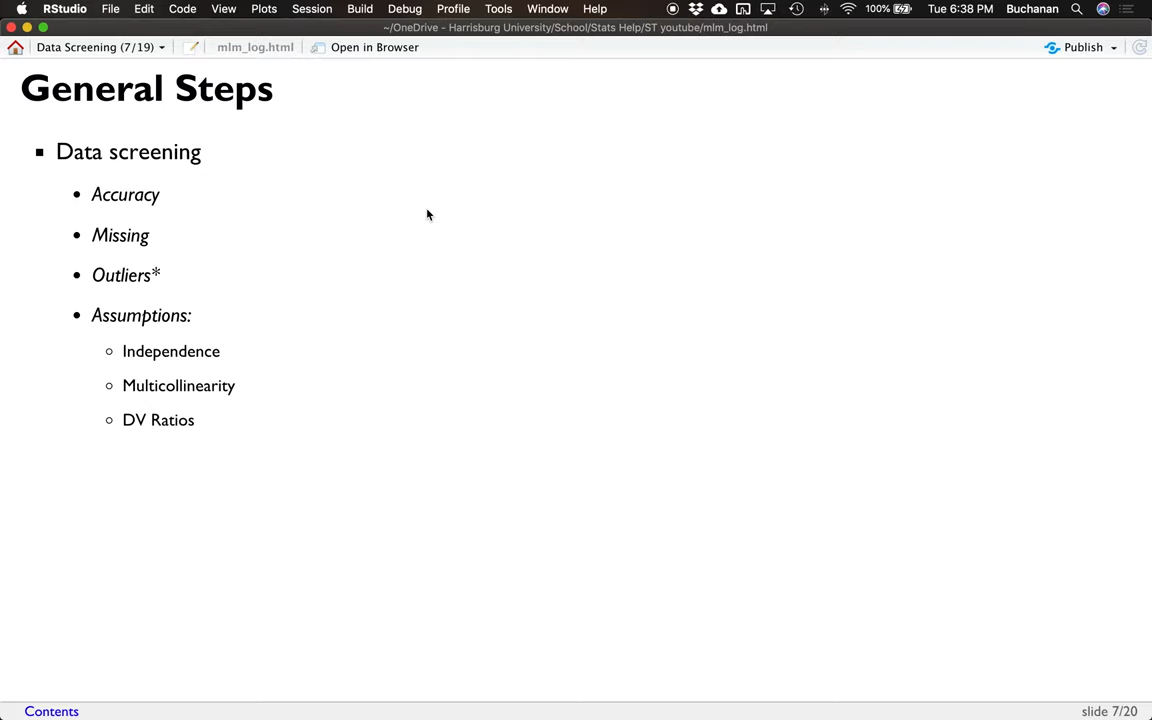 RStudio File Edit Code View Plots Session Build Debug Profile Tools Window Help 100% Tue 6:38 PM Buchanan
~/OneDrive - Harrisburg University/School/Stats Help/ST youtube/mlm_log.html
Data Screening (7/19) mlm_log.html Open in Browser Publish
General Steps
Data screening
Accuracy
Missing
Outliers*
Assumptions:
Independence
Multicollinearity
DV Ratios
Contents slide 7/20